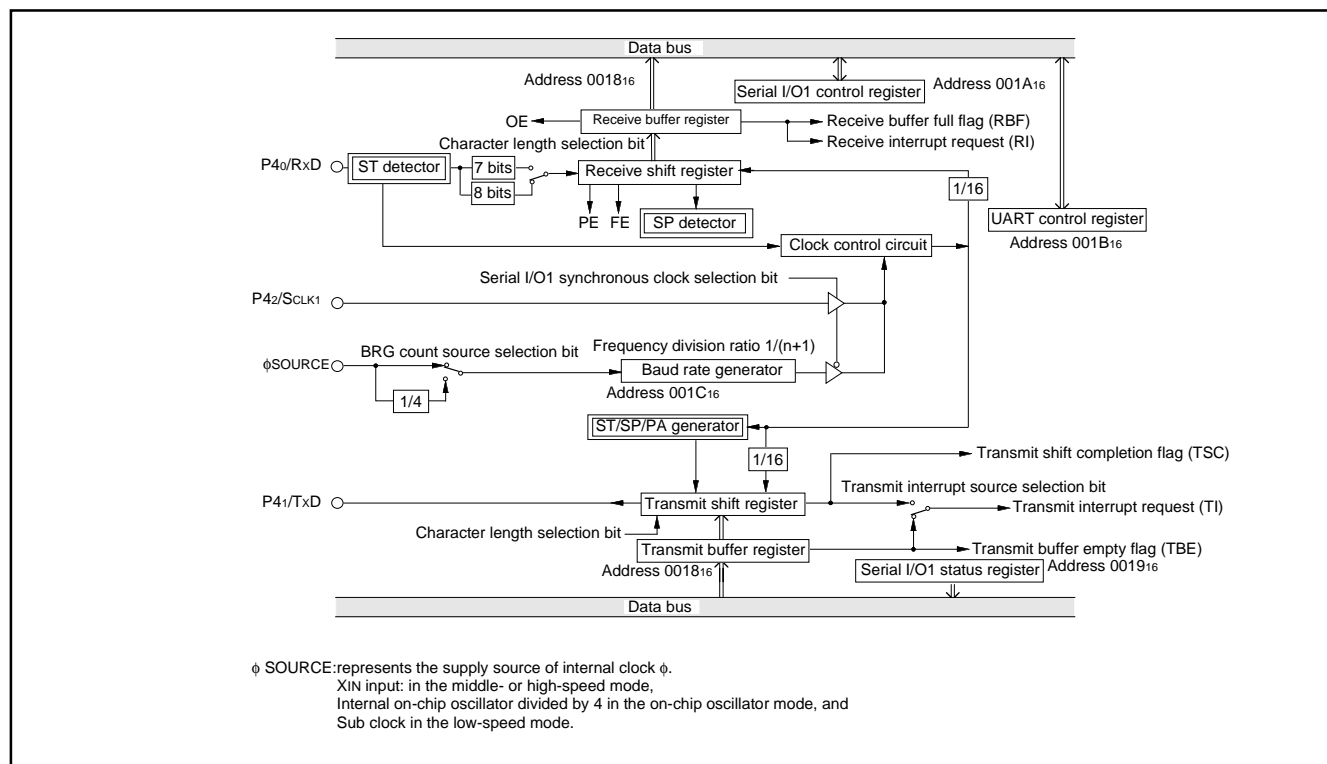 Data bus
Address 001816
Serial I/O1 control register
Address 001A16
OE
Receive buffer register
Receive buffer full flag (RBF)
Receive interrupt request (RI)
Character length selection bit
P40/RXD
ST detector
7 bits
8 bits
Receive shift register
1/16
PE
FE
SP detector
UART control register
Address 001B16
Clock control circuit
Serial I/O1 synchronous clock selection bit
P42/SCLK1
BRG count source selection bit
Frequency division ratio 1/(n+1)
φSOURCE
Baud rate generator
Address 001C16
1/4
ST/SP/PA generator
1/16
Transmit shift completion flag (TSC)
Transmit interrupt source selection bit
P41/TXD
Transmit shift register
Transmit interrupt request (TI)
Character length selection bit
Transmit buffer register
Transmit buffer empty flag (TBE)
Address 001816
Serial I/O1 status register
Address 001916
Data bus
φ SOURCE:represents the supply source of internal clock φ.
XIN input: in the middle- or high-speed mode,
Internal on-chip oscillator divided by 4 in the on-chip oscillator mode, and
Sub clock in the low-speed mode.